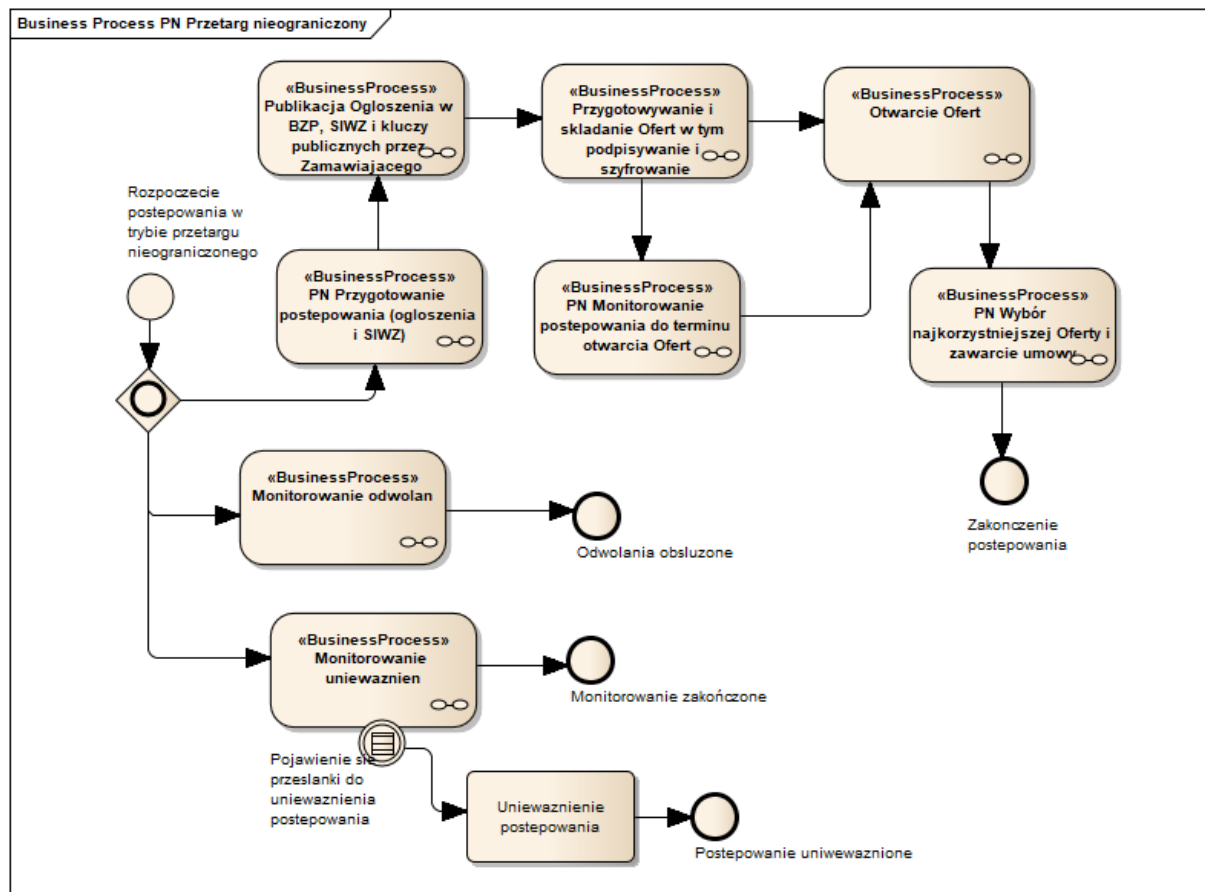 Business Process PN Przetarg nieograniczony
«BusinessProcess»
Publikacja Ogloszenia w
BZP, SIWZ i kluczy
publicznych przez
Zamawiajacego
«BusinessProcess»
Przygotowywanie i
skladanie Ofert w tym
podpisywanie i
szyfrowanie
«BusinessProcess»
Otwarcie Ofert
Rozpoczecie
postepowania w
trybie przetargu
nieograniczonego
«BusinessProcess»
PN Przygotowanie
postepowania (ogloszenia
i SIWZ)
«BusinessProcess»
PN Monitorowanie
postepowania do terminu
otwarcia Ofert
«BusinessProcess»
PN Wybór
najkorzystniejszej Oferty i
zawarcie umowy
«BusinessProcess»
Monitorowanie odwolan
Odwolania obsluzone
Zakonczenie
postepowania
«BusinessProcess»
Monitorowanie
uniewaznien
Monitorowanie zakończone
Pojawienie sie
przeslanki do
uniewaznienia
postepowania
Uniewaznienie
postepowania
Postepowanie uniwewaznione